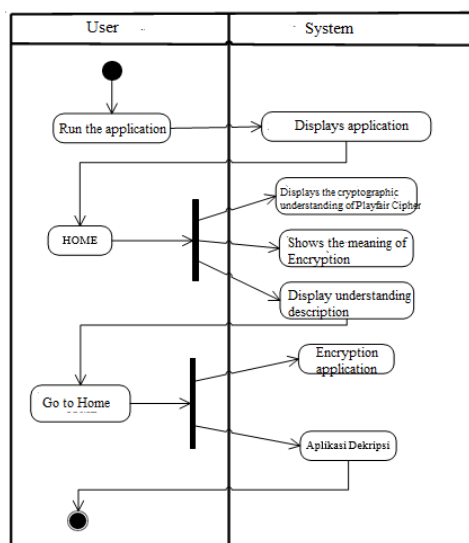 User
System
Run the application
Displays application
Displays the cryptographic
understanding of Playfair Cipher
HOME
Shows the meaning of
Encryption
Display understanding
description
Encryption
application
Go to Home
Aplikasi Dekripsi